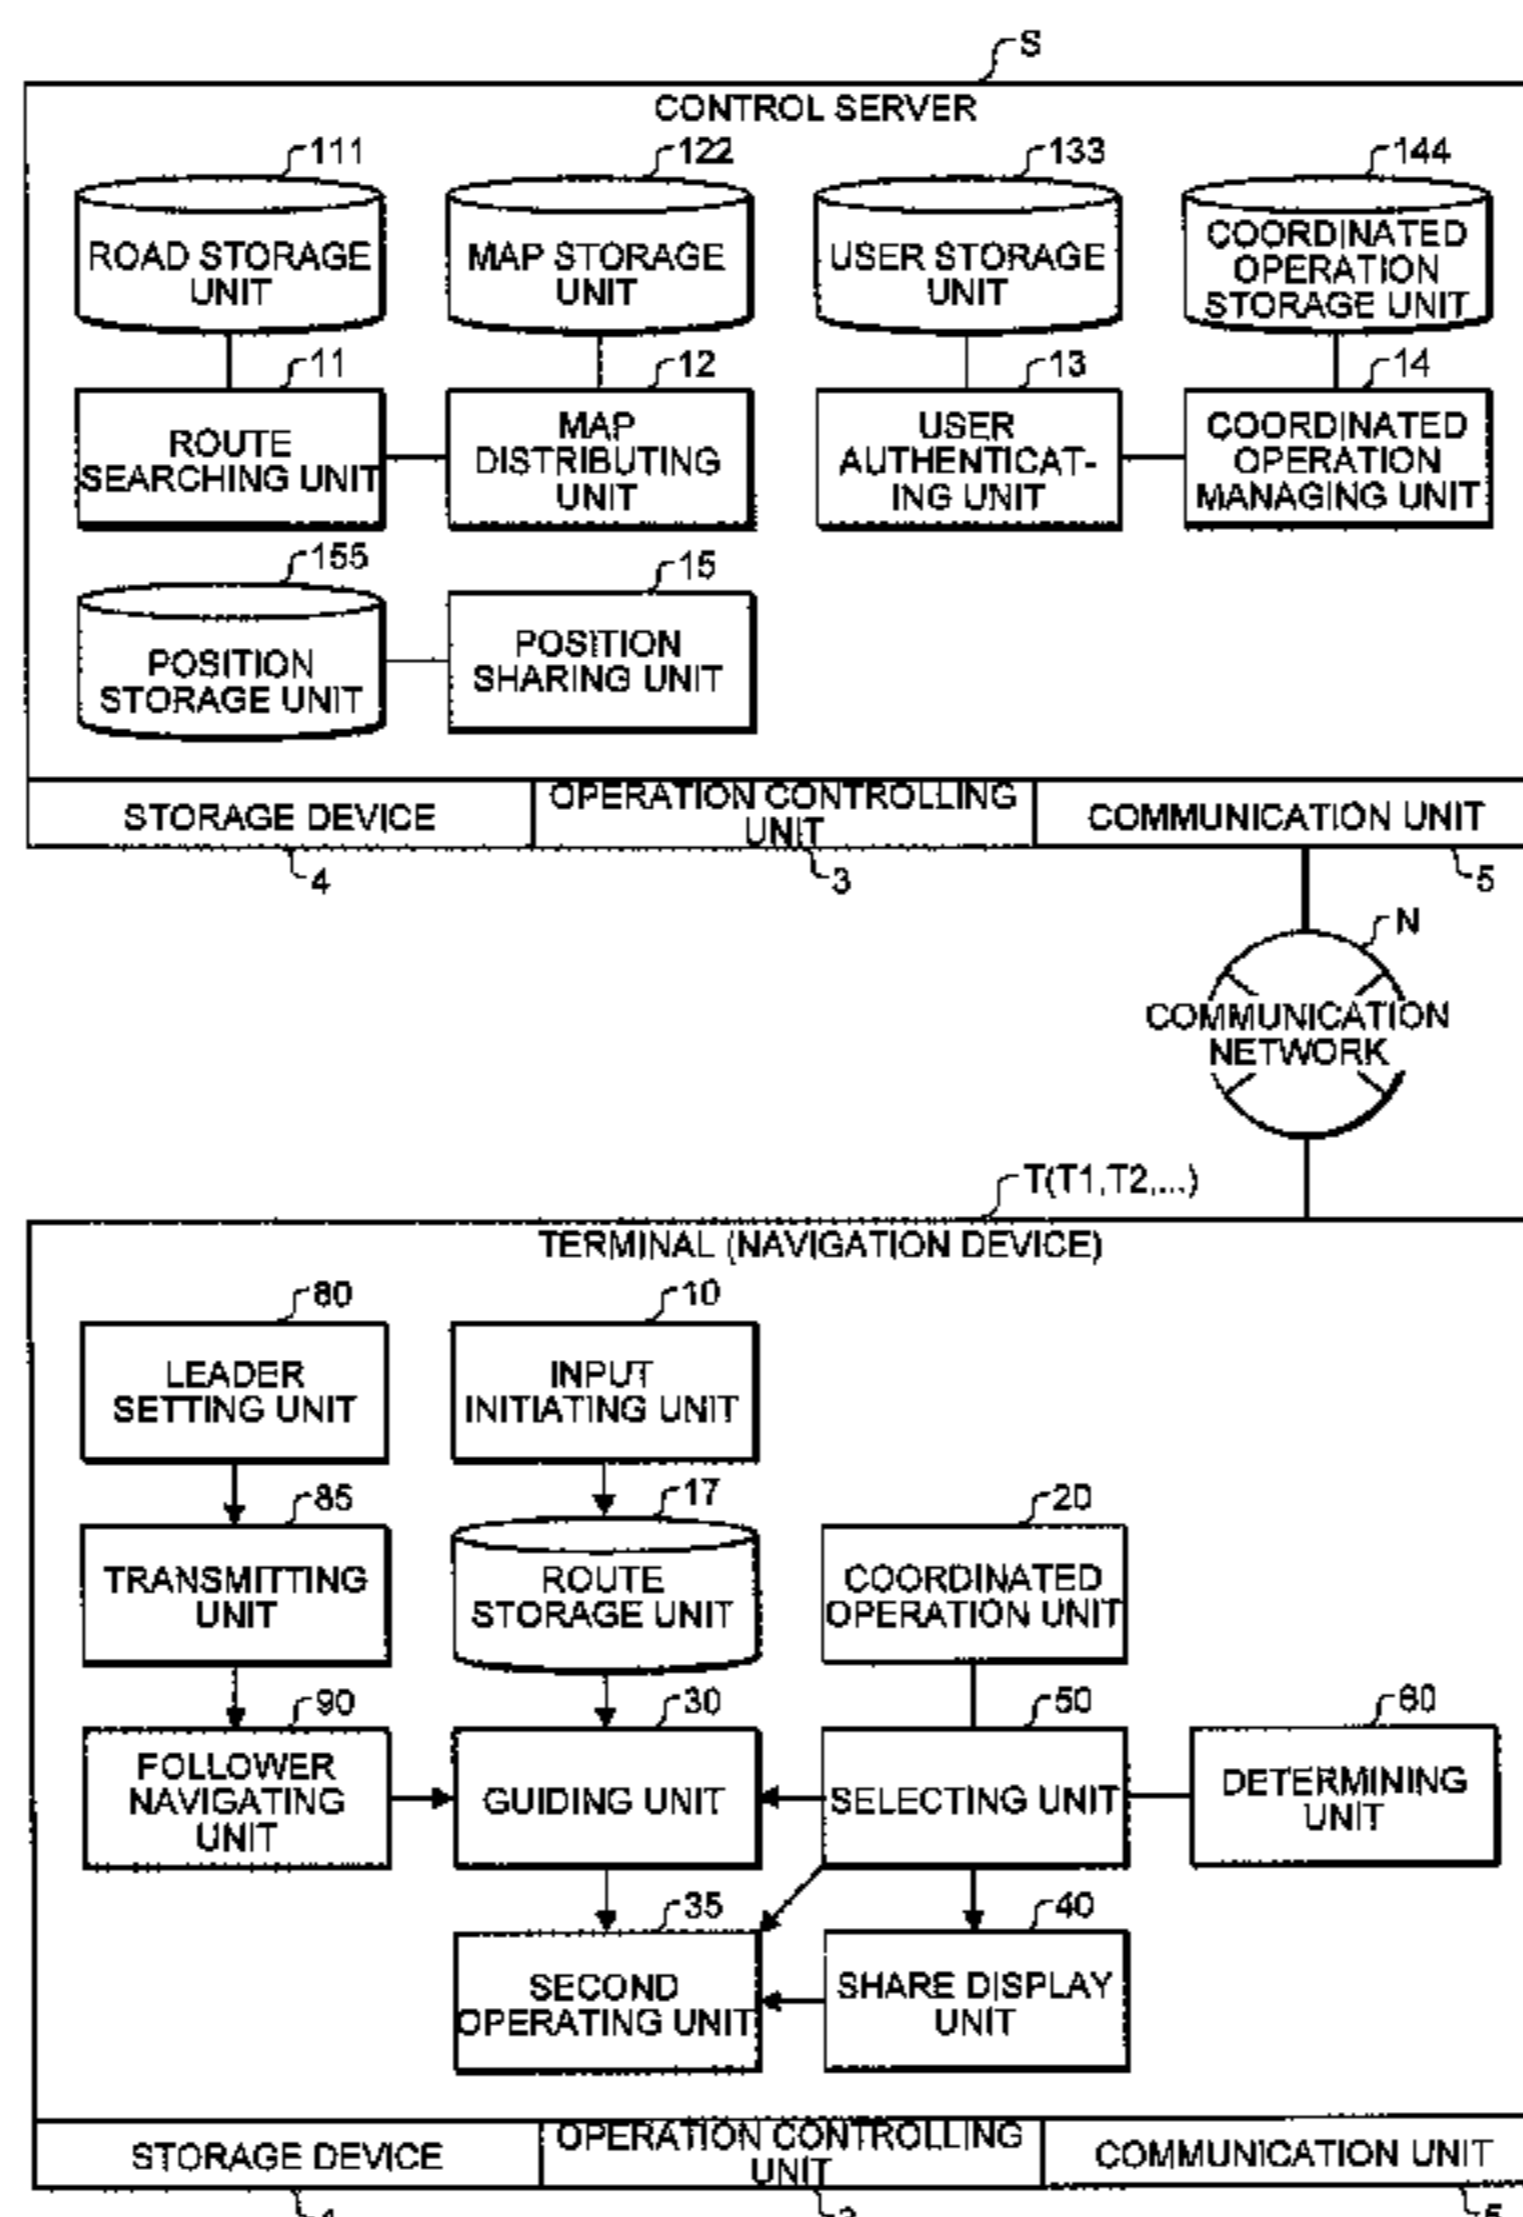 S
CONTROL SERVER
111
122
133
144
ROAD STORAGE
UNIT
MAP STORAGE
UNIT
USER STORAGE
UNIT
COORDINATED
OPERATION
STORAGE UNIT
11
12
13
14
ROUTE
SEARCHING UNIT
MAP
DISTRIBUTING
UNIT
USER
AUTHENTICAT-
ING UNIT
COORDINATED
OPERATION
MANAGING UNIT
155
15
POSITION
STORAGE UNIT
POSITION
SHARING UNIT
STORAGE DEVICE
OPERATION CONTROLLING
UNIT
COMMUNICATION UNIT
4
3
5
N
COMMUNICATION
NETWORK
T(T1,T2,...)
TERMINAL (NAVIGATION DEVICE)
80
10
LEADER
SETTING UNIT
INPUT
INITIATING UNIT
85
17
20
TRANSMITTING
UNIT
ROUTE
STORAGE UNIT
COORDINATED
OPERATION UNIT
90
30
50
60
FOLLOWER
NAVIGATING
UNIT
GUIDING UNIT
SELECTING UNIT
DETERMINING
UNIT
35
40
SECOND
OPERATING UNIT
SHARE DISPLAY
UNIT
STORAGE DEVICE
OPERATION CONTROLLING
UNIT
COMMUNICATION UNIT